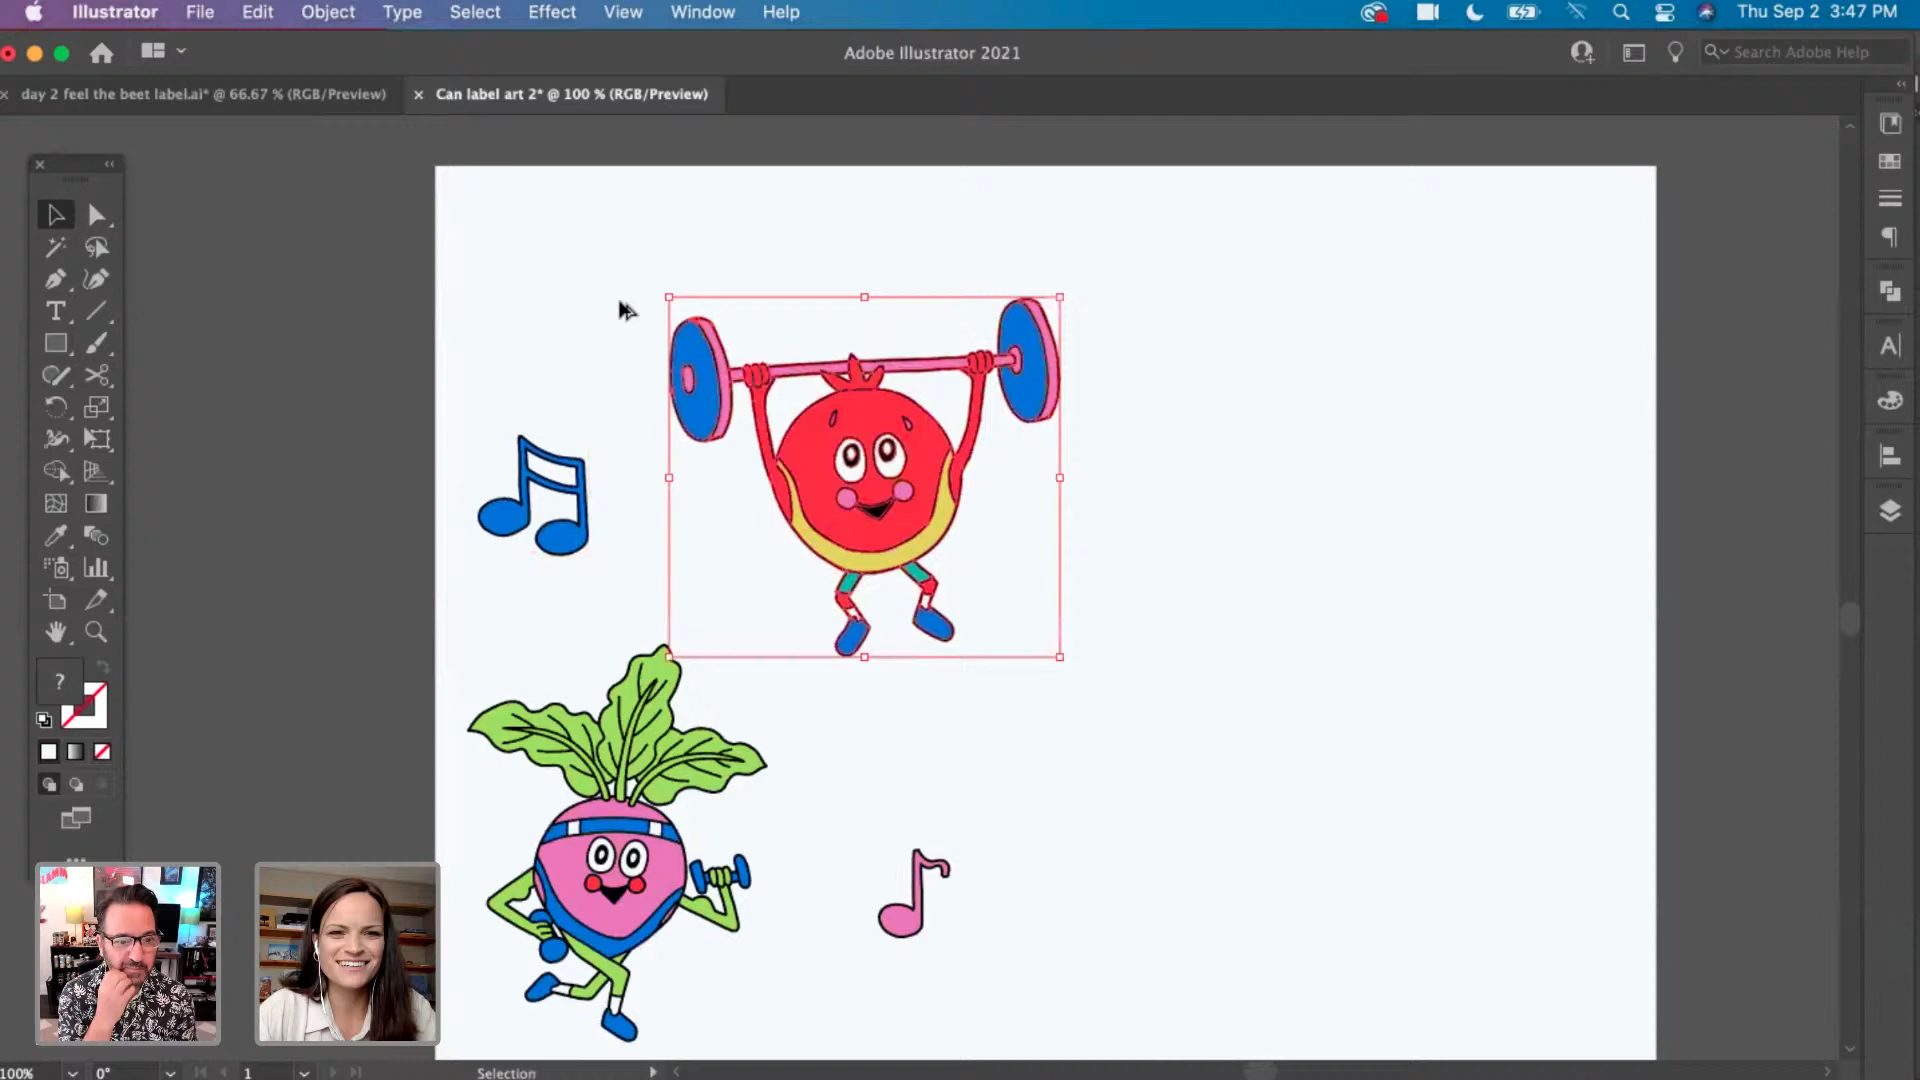 Illustrator File Edit Object Type Select Effect View Window Help Thu Sep 2 3:47 PM
Adobe Illustrator 2021 Search Adobe Help
day 2 feel the beet label.ai* @ 66.67 % (RGB/Preview) Can label art 2* @ 100 % (RGB/Preview)
T
A
?
100% 0° 1 Selection